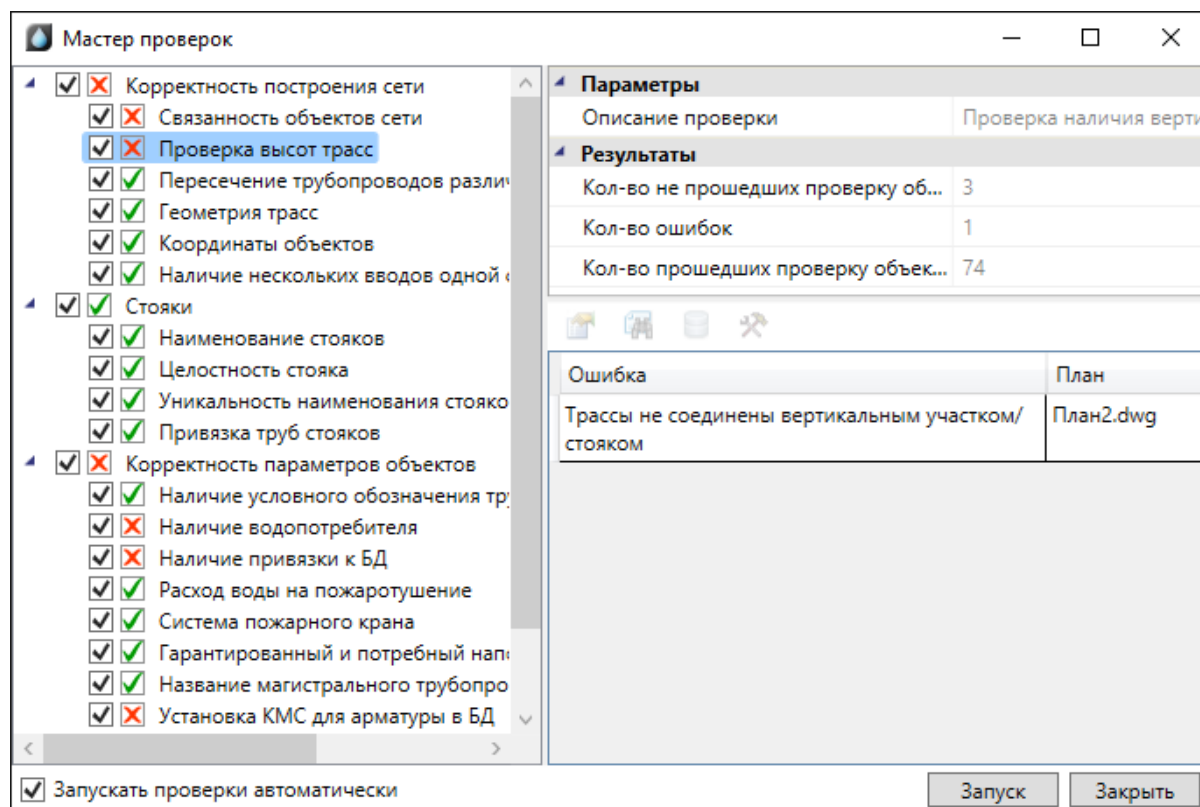 Мастер проверок
Корректность построения сети
Связанность объектов сети
Проверка высот трасс
Пересечение трубопроводов различ
Геометрия трасс
Координаты объектов
Наличие нескольких вводов одной
Стояки
Наименование стояков
Целостность стояка
Уникальность наименования стояко
Привязка труб стояков
Корректность параметров объектов
Наличие условного обозначения тру
Наличие водопотребителя
Наличие привязки к БД
Расход воды на пожаротушение
Система пожарного крана
Гарантированный и потребный напо
Название магистрального трубопро
Установка КМС для арматуры в БД
Запускать проверки автоматически
Параметры
Описание проверки Проверка наличия верти
Результаты
Кол-во не прошедших проверку об... 3
Кол-во ошибок 1
Кол-во прошедших проверку объек... 74
Ошибка План
Трассы не соединены вертикальным участком/ План2.dwg
стояком
Запуск Закрыть